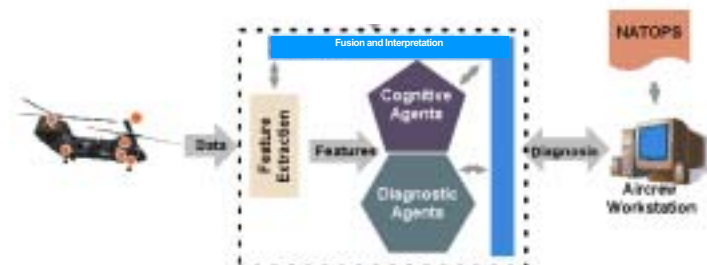 Fusion and Interpretation
NATOPS
Cognitive
Agents
Data
Feature
Extraction
Features
Diagnosis
Diagnostic
Agents
Aircrew
Workstation